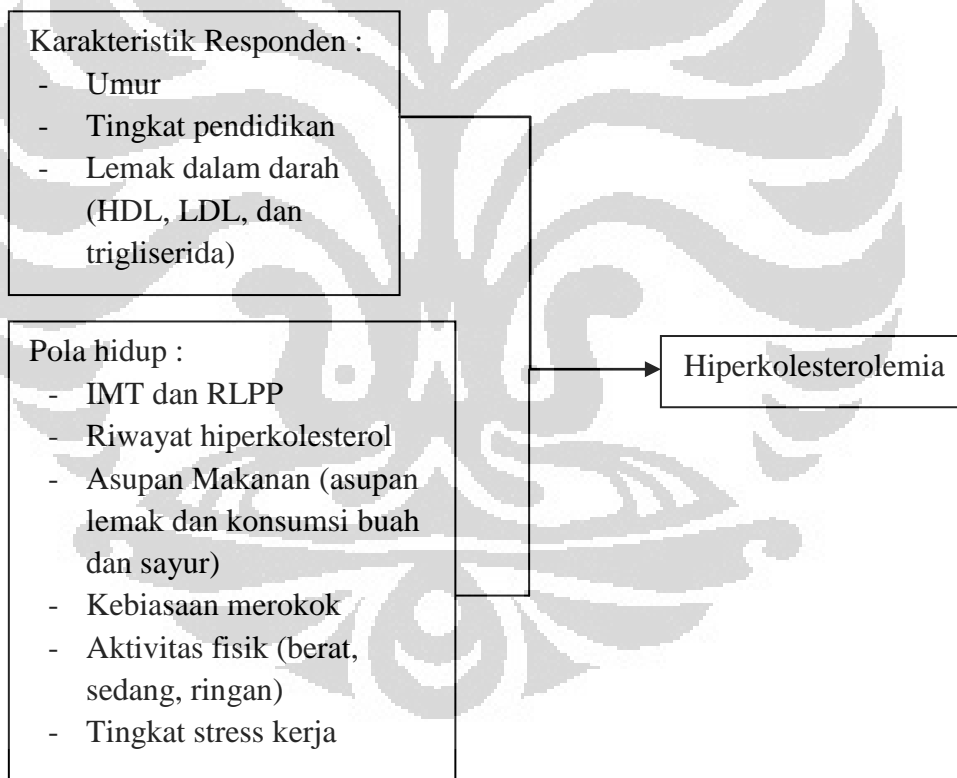 Karakteristik Responden :
- Umur
- Tingkat pendidikan
- Lemak dalam darah
(HDL, LDL, dan
trigliserida)
Pola hidup :
- IMT dan RLPP
- Riwayat hiperkolesterol
- Asupan Makanan (asupan
lemak dan konsumsi buah
dan sayur)
- Kebiasaan merokok
- Aktivitas fisik (berat,
sedang, ringan)
- Tingkat stress kerja
Hiperkolesterolemia